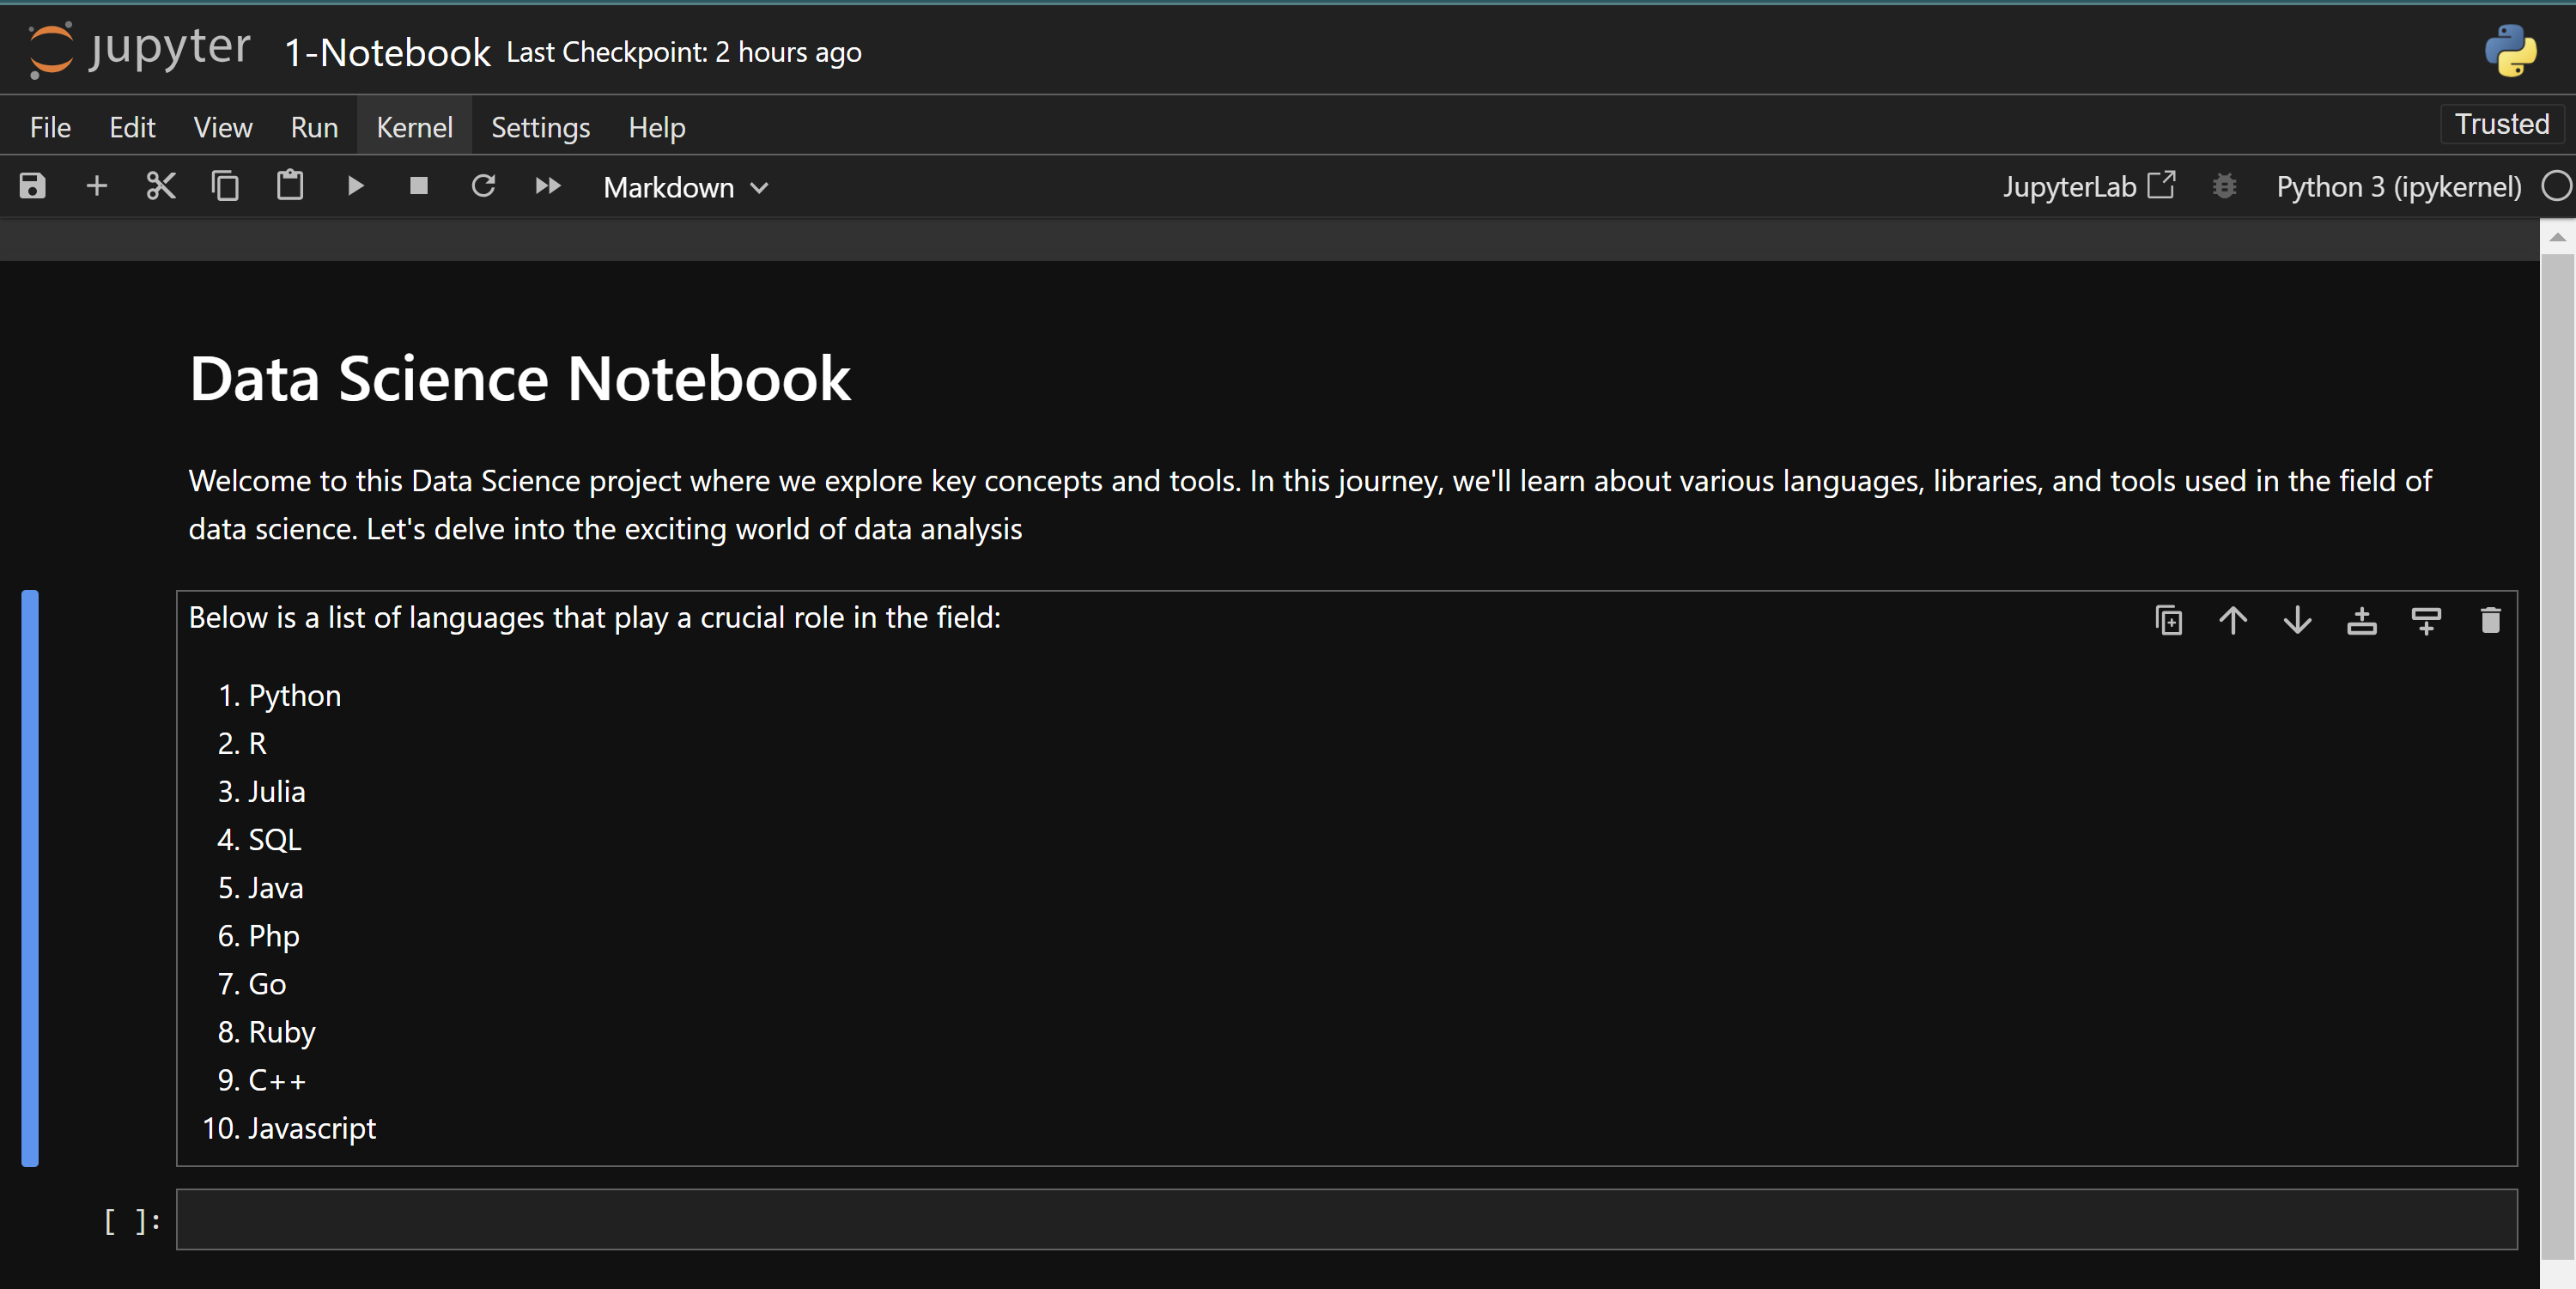 jupyter 1-Notebook Last Checkpoint: 2 hours ago
File Edit View Run Kernel Settings Help Trusted
Markdown JupyterLab Python 3 (ipykernel)
Data Science Notebook
Welcome to this Data Science project where we explore key concepts and tools. In this journey, we'll learn about various languages, libraries, and tools used in the field of
data science. Let's delve into the exciting world of data analysis
Below is a list of languages that play a crucial role in the field:
1. Python
2. R
3. Julia
4. SQL
5. Java
6. Php
7. Go
8. Ruby
9. C++
10. Javascript
[ ]: